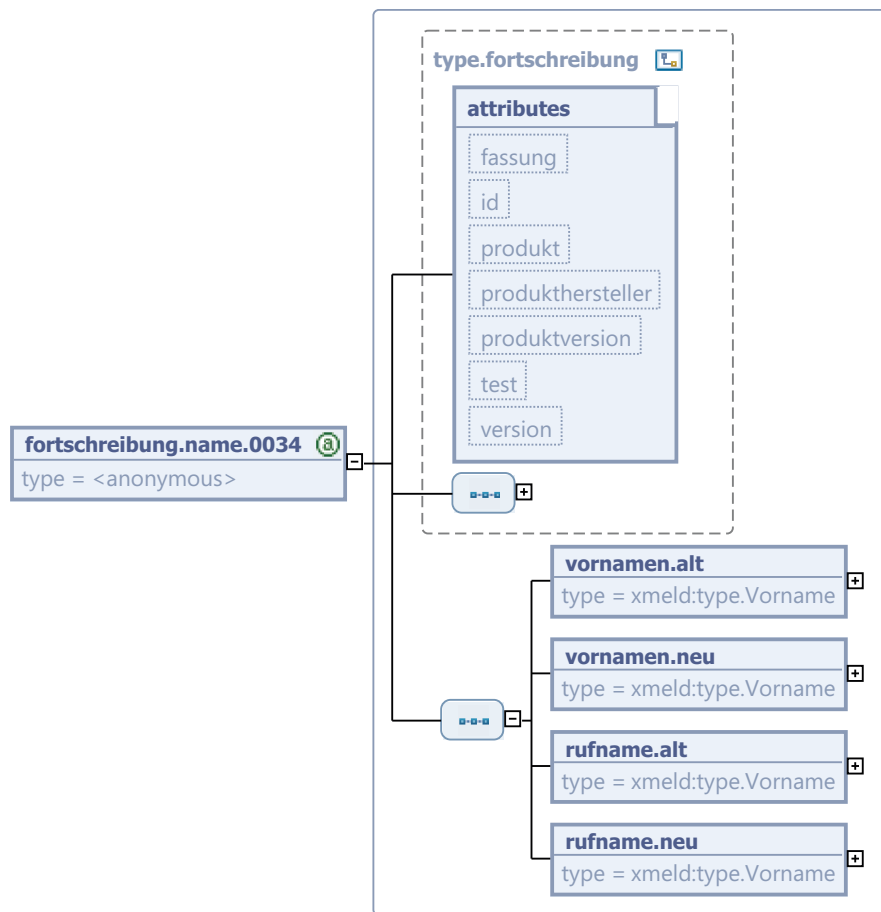 type.fortschreibung
attributes
fassung
id
produkt
produkthersteller
produktversion
test
version
fortschreibung.name.0034 @
type = <anonymous>
vornamen.alt
type = xmeld:type.Vorname
vornamen.neu
type = xmeld:type.Vorname
rufname.alt
type = xmeld:type.Vorname
rufname.neu
type = xmeld:type.Vorname